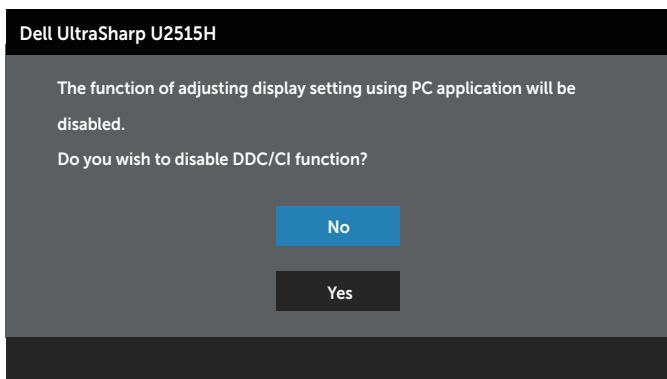 Dell UltraSharp U2515H
The function of adjusting display setting using PC application will be
disabled.
Do you wish to disable DDC/CI function?
No
Yes